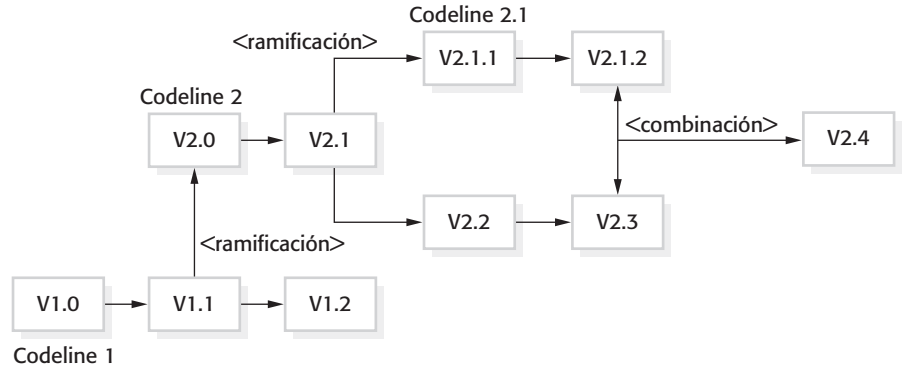 Codeline 2.1
<ramificación>
V2.1.1
V2.1.2
Codeline 2
V2.0
V2.1
<combinación>
V2.4
V2.2
V2.3
<ramificación>
V1.0
V1.1
V1.2
Codeline 1